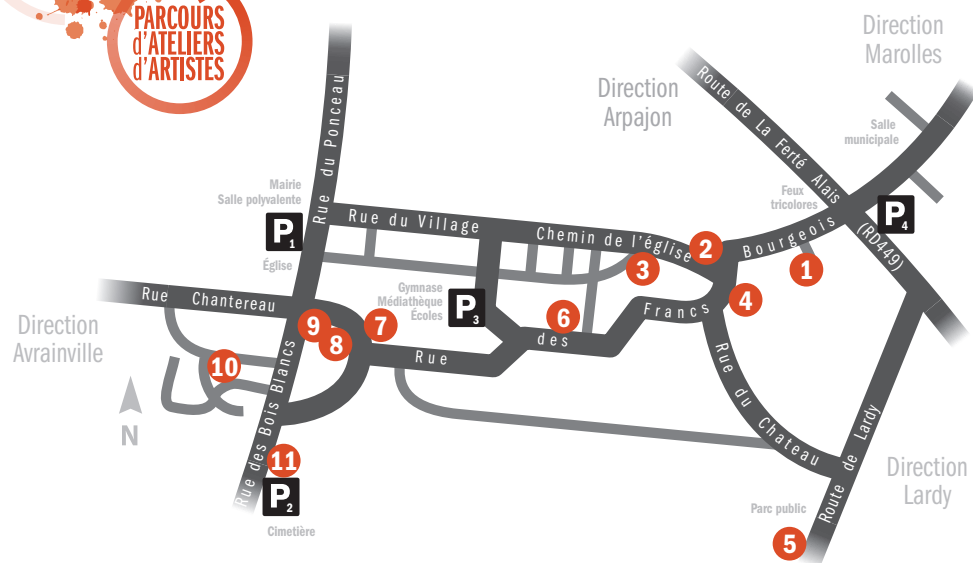 PARCOURS
d'ATELIERS
d'ARTISTES
Direction
Marolles
Direction
Arpajon
Route de La Ferté Alais
(RD449)
Salle
municipale
Feux
tricolores
P4
Rue du Ponceau
Mairie
Salle polyvalente
P1
Église
Rue du Village
Chemin de l'église
2
Bourgeois
1
3
4
Gymnase
Médiathèque
Écoles
P3
6
Rue des Francs
Rue Chantereau
Direction
Avrainville
9
8
7
10
N
Rue des Bois Blancs
11
P2
Cimetière
Rue du Chateau
Route de Lardy
Direction
Lardy
Parc public
5